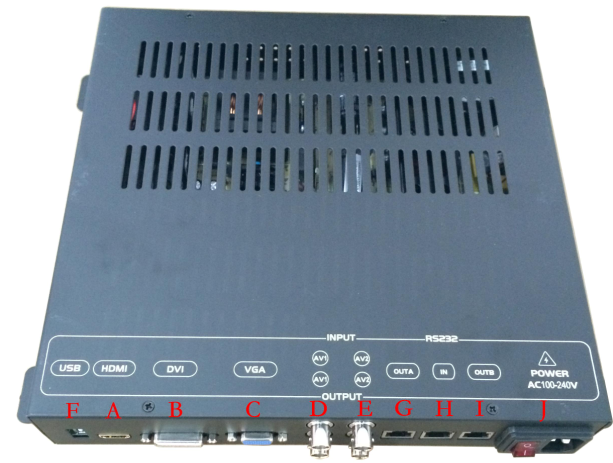 INPUT
RS232
USB
HDMI
DVI
VGA
AV1
AV2
OUTA
IN
OUTB
AV1
AV2
POWER
AC100-240V
OUTPUT
F
A
B
C
D
E
G
H
I
J